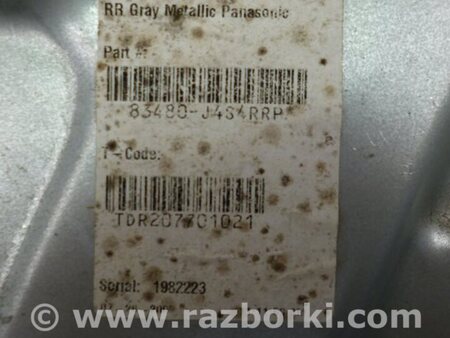 RR Gray Metallic Panasonic
Part #:
83480-J4S4RRP
T-Code:
TDR207701021
Serial: 1982223
© www.razborki.com